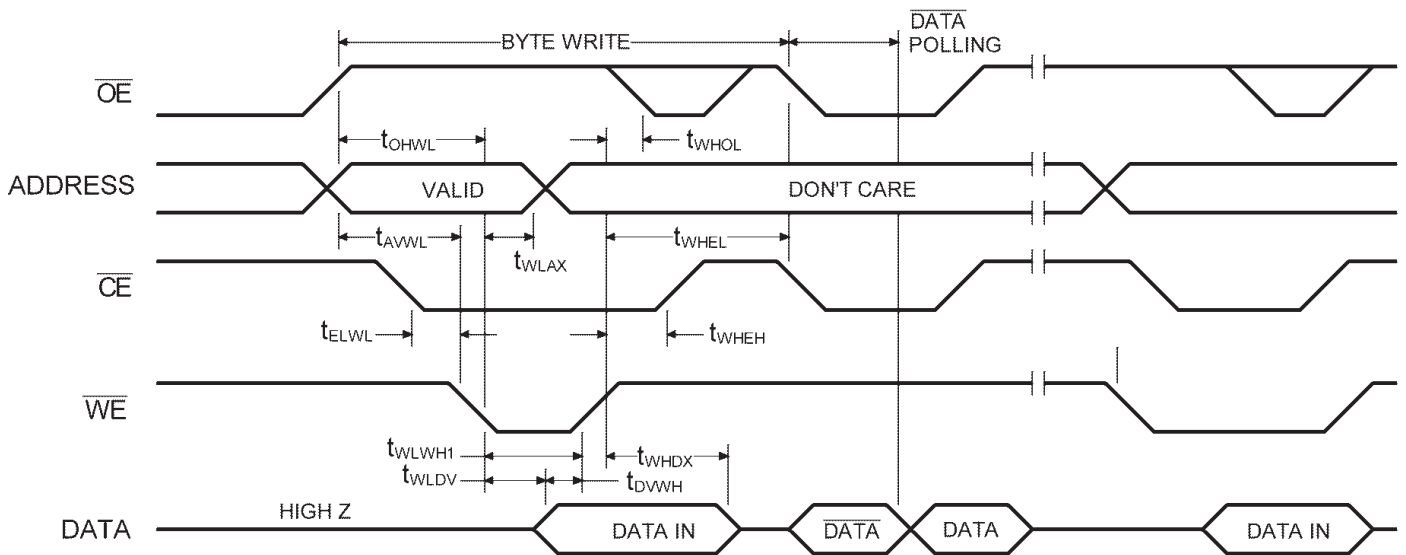 DATA
BYTE WRITE
POLLING
OE
tOHWL
tWHOL
ADDRESS
VALID
DON'T CARE
tAVWL
tWLAX
tWHEL
CE
tELWL
tWHEH
WE
tWLWH1
tWHDX
tWLDV
tDVWH
HIGH Z
DATA
DATA IN
DATA
DATA
DATA IN